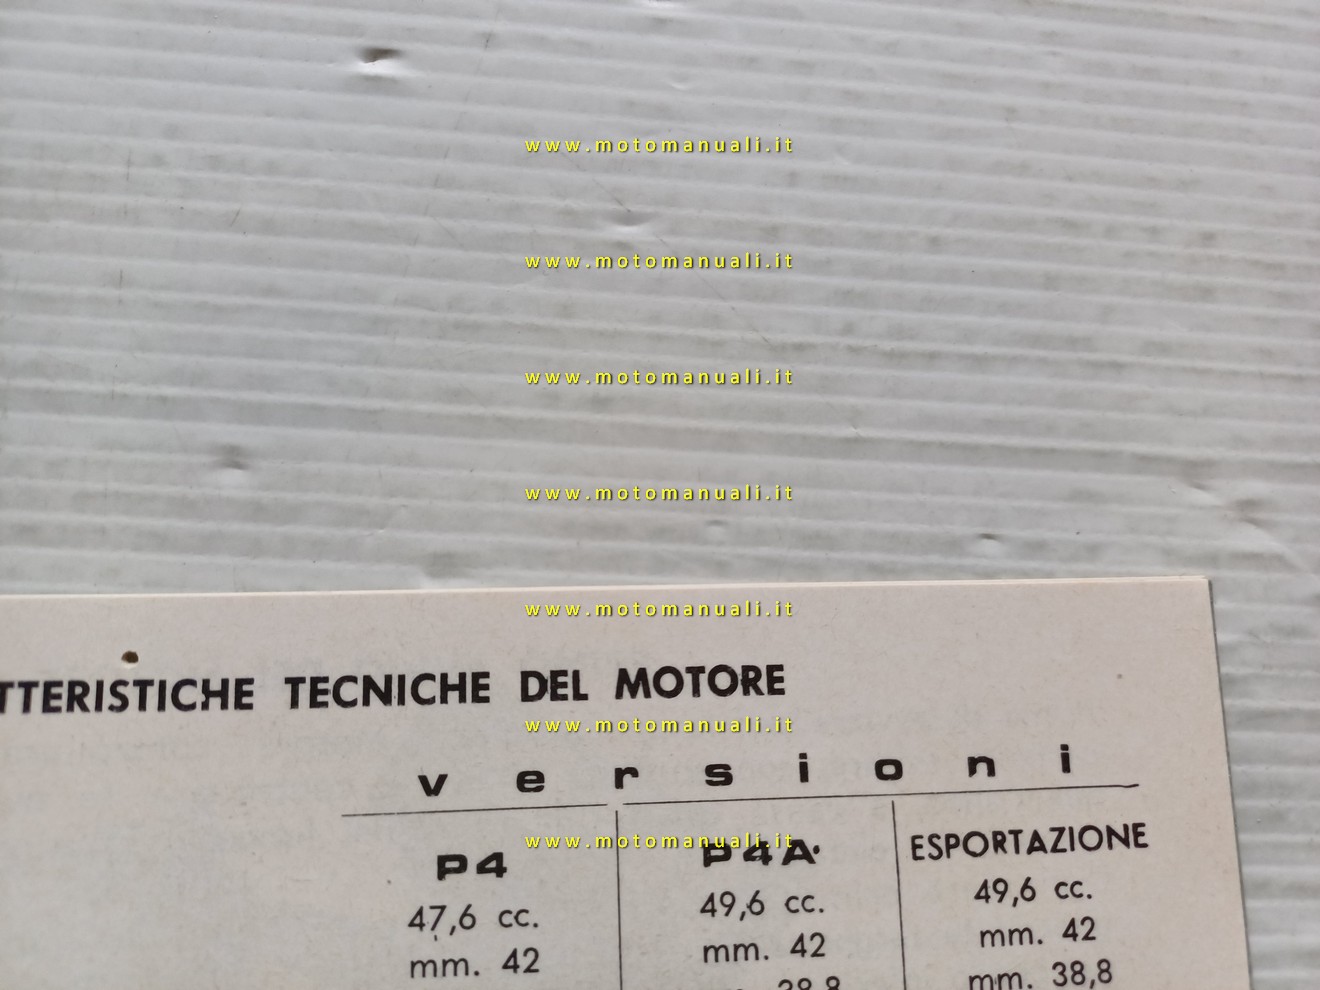 www.motomanuali.it
www.motomanuali.it
www.motomanuali.it
www.motomanuali.it
www.motomanuali.it
TTERISTICHE TECNICHE DEL MOTORE
www.motomanuali.it
versioni
www.motomanuali.it
P4 P4A ESPORTAZIONE
47,6 cc. 49,6 cc. 49,6 cc.
mm. 42 mm. 42 mm. 42
38,8 mm. 38,8